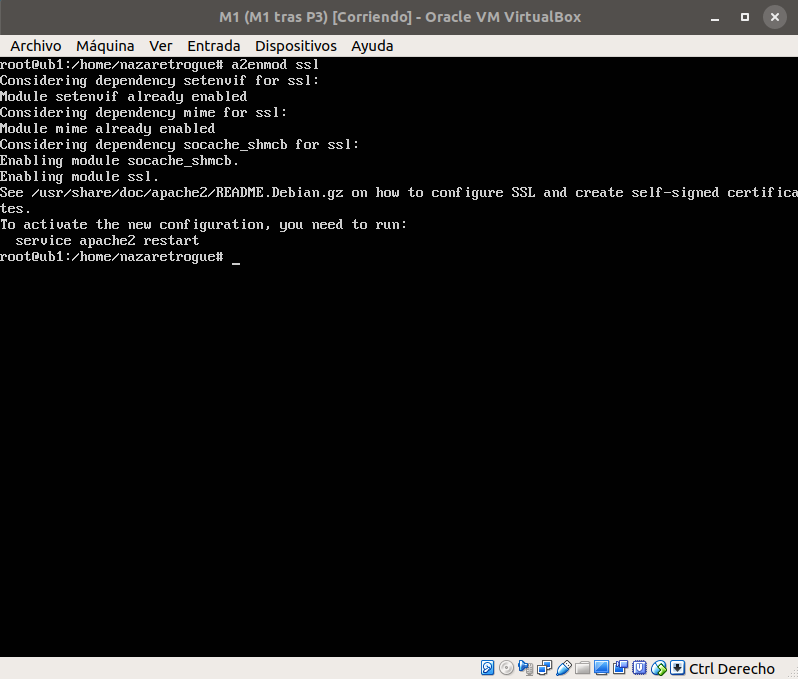 M1 (M1 tras P3) [Corriendo] - Oracle VM VirtualBox
Archivo Máquina Ver Entrada Dispositivos Ayuda
root@ub1:/home/nazaretrogue# a2enmod ssl
Considering dependency setenvif for ssl:
Module setenvif already enabled
Considering dependency mime for ssl:
Module mime already enabled
Considering dependency socache_shmcb for ssl:
Enabling module socache_shmcb.
Enabling module ssl.
See /usr/share/doc/apache2/README.Debian.gz on how to configure SSL and create self-signed certifica
tes.
To activate the new configuration, you need to run:
  service apache2 restart
root@ub1:/home/nazaretrogue# _
Ctrl Derecho